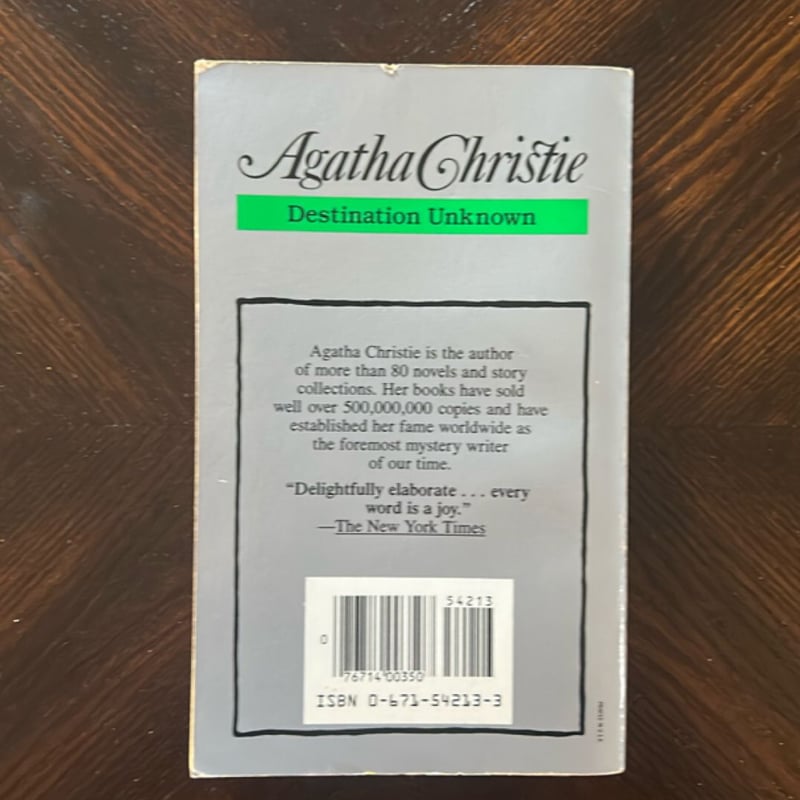 Agatha Christie
Destination Unknown
Agatha Christie is the author
of more than 80 novels and story
collections. Her books have sold
well over 500,000,000 copies and have
established her fame worldwide as
the foremost mystery writer
of our time.
“Delightfully elaborate . . . every
word is a joy.”
—The New York Times
54213
0
76714 00350
ISBN 0-671-54213-3